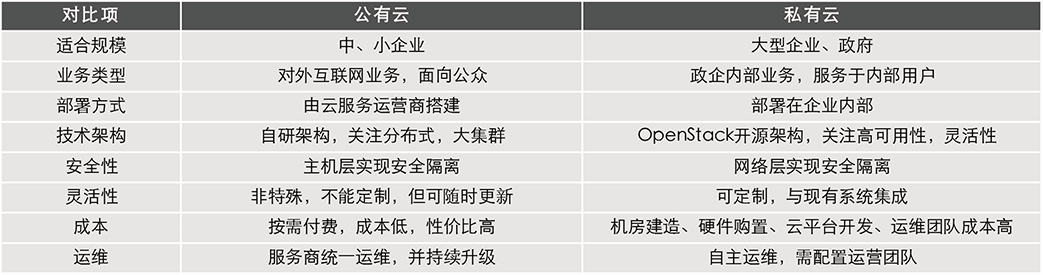 对比项 公有云 私有云
适合规模 中、小企业 大型企业、政府
业务类型 对外互联网业务，面向公众 政企内部业务，服务于内部用户
部署方式 由云服务运营商搭建 部署在企业内部
技术架构 自研架构，关注分布式，大集群 OpenStack开源架构，关注高可用性，灵活性
安全性 主机层实现安全隔离 网络层实现安全隔离
灵活性 非特殊，不能定制，但可随时更新 可定制，与现有系统集成
成本 按需付费，成本低，性价比高 机房建造、硬件购置、云平台开发、运维团队成本高
运维 服务商统一运维，并持续升级 自主运维，需配置运营团队